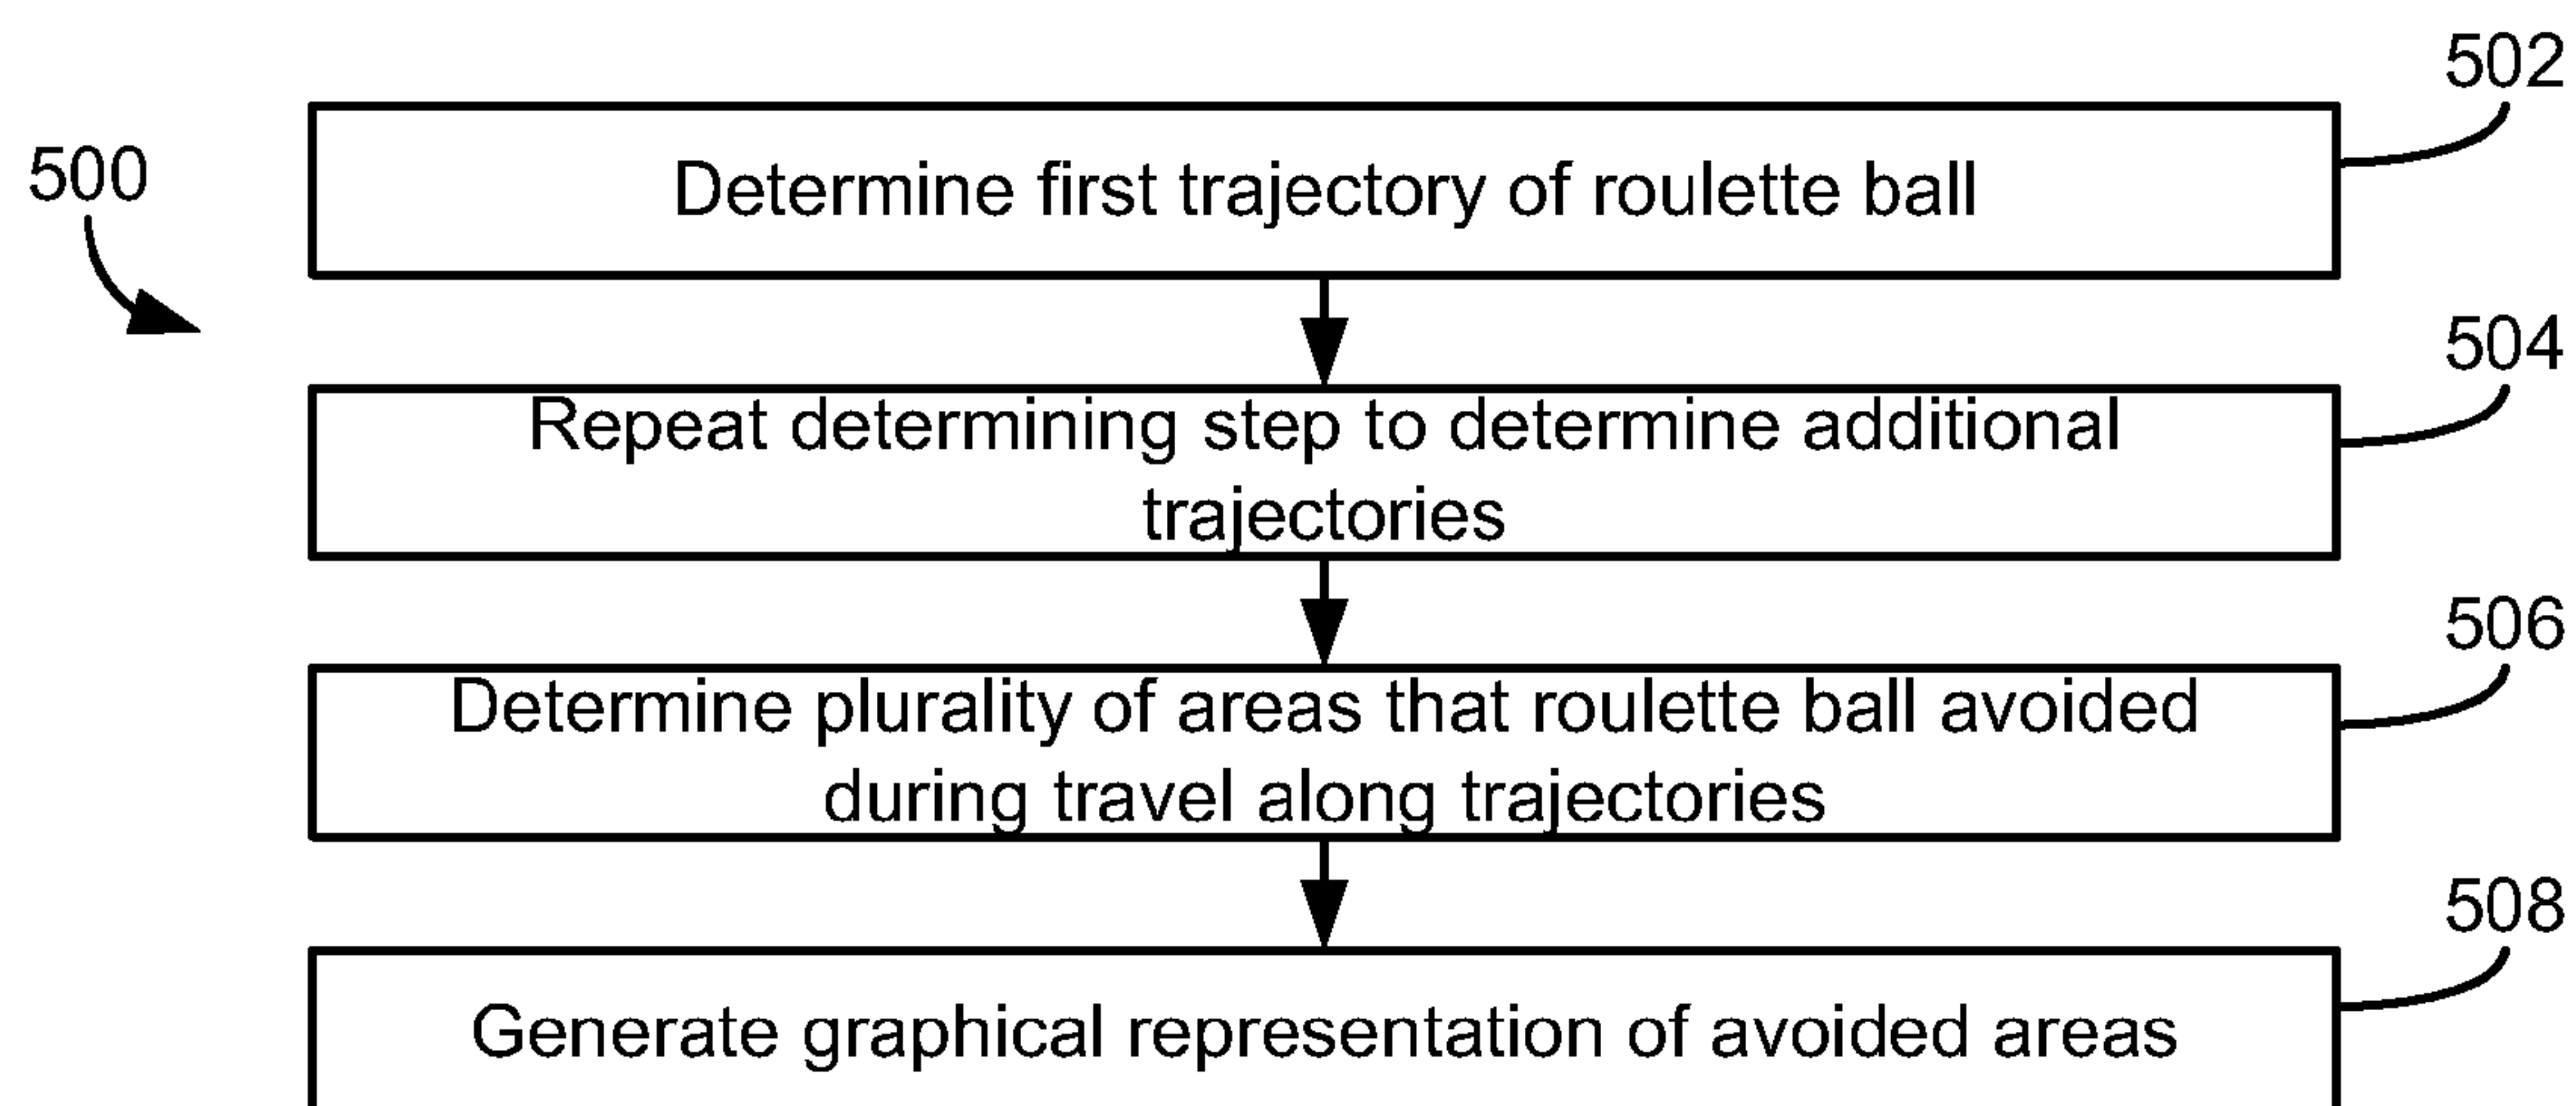 502
500
Determine first trajectory of roulette ball
504
Repeat determining step to determine additional
trajectories
506
Determine plurality of areas that roulette ball avoided
during travel along trajectories
508
Generate graphical representation of avoided areas